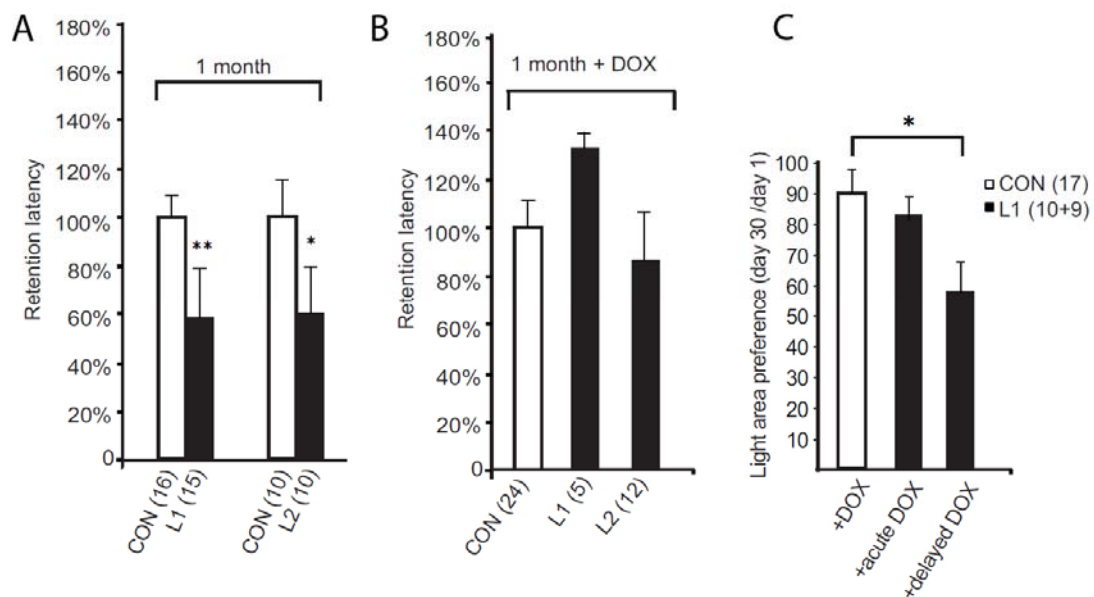 A
Retention latency
180%
160%
140%
120%
100%
80%
60%
40%
20%
0
1 month
**
*
CON (16)
L1 (15)
CON (10)
L2 (10)
B
Retention latency
180%
160%
140%
120%
100%
80%
60%
40%
20%
0
1 month + DOX
CON (24)
L1 (5)
L2 (12)
C
Light area preference (day 30 /day 1)
100
90
80
70
60
50
40
30
20
10
*
CON (17)
L1 (10+9)
+DOX
+acute DOX
+delayed DOX